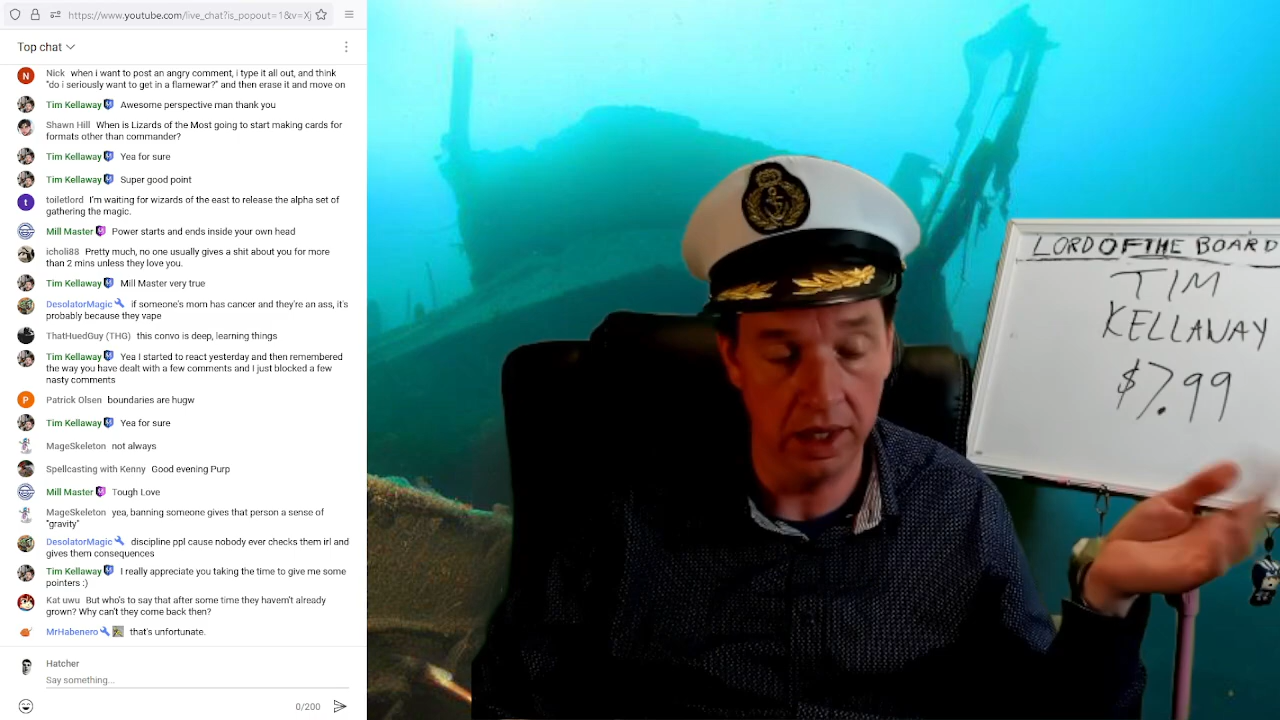 https://www.youtube.com/live_chat?is_popout=1&v=Xj
Top chat
N
Nick when i want to post an angry comment, i type it all out, and think
"do i seriously want to get in a flamewar?" and then erase it and move on
Tim Kellaway Awesome perspective man thank you
Shawn Hill When is Lizards of the Most going to start making cards for
formats other than commander?
Tim Kellaway Yea for sure
Tim Kellaway Super good point
t
toiletlord I'm waiting for wizards of the east to release the alpha set of
gathering the magic.
Mill Master Power starts and ends inside your own head
icholi88 Pretty much, no one usually gives a shit about you for more
than 2 mins unless they love you.
Tim Kellaway Mill Master very true
DesolatorMagic if someone's mom has cancer and they're an ass, it's
probably because they vape
ThatHuedGuy (THG) this convo is deep, learning things
Tim Kellaway Yea I started to react yesterday and then remembered
the way you have dealt with a few comments and I just blocked a few
nasty comments
P
Patrick Olsen boundaries are hugw
Tim Kellaway Yea for sure
MageSkeleton not always
Spellcasting with Kenny Good evening Purp
Mill Master Tough Love
MageSkeleton yea, banning someone gives that person a sense of
"gravity"
DesolatorMagic discipline ppl cause nobody ever checks them irl and
gives them consequences
Tim Kellaway I really appreciate you taking the time to give me some
pointers :)
Kat uwu But who's to say that after some time they haven't already
grown? Why can't they come back then?
MrHabenero that's unfortunate.
Hatcher
Say something...
0/200
LORD OF THE BOARD
TIM
KELLAWAY
$7.99